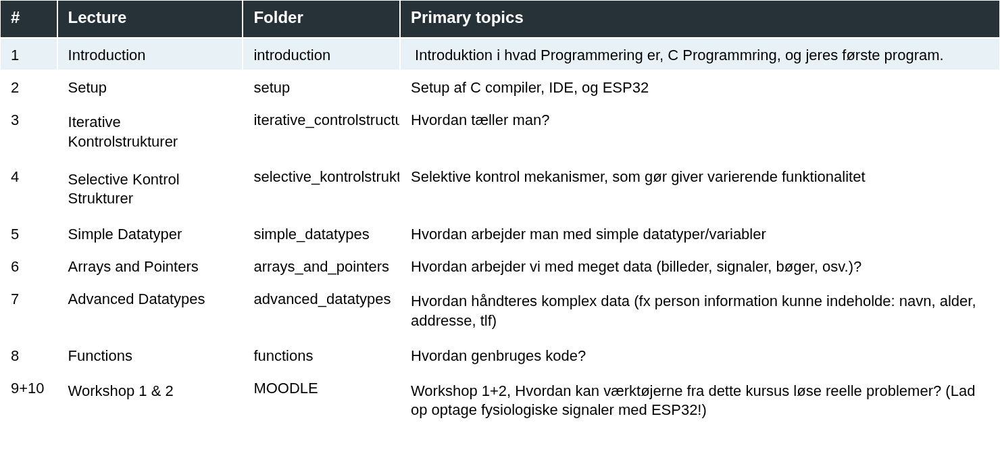 # Lecture Folder Primary topics
1 Introduction introduction Introduktion i hvad Programmering er, C Programmring, og jeres første program.
2 Setup setup Setup af C compiler, IDE, og ESP32
3 Iterative iterative_controlstructu Hvordan tæller man?
Kontrolstrukturer
4 Selective Kontrol selective_kontrolstrukt Selektive kontrol mekanismer, som gør giver varierende funktionalitet
Strukturer
5 Simple Datatyper simple_datatypes Hvordan arbejder man med simple datatyper/variabler
6 Arrays and Pointers arrays_and_pointers Hvordan arbejder vi med meget data (billeder, signaler, bøger, osv.)?
7 Advanced Datatypes advanced_datatypes Hvordan håndteres komplex data (fx person information kunne indeholde: navn, alder,
addresse, tlf)
8 Functions functions Hvordan genbruges kode?
9+10 Workshop 1 & 2 MOODLE Workshop 1+2, Hvordan kan værktøjerne fra dette kursus løse reelle problemer? (Lad
op optage fysiologiske signaler med ESP32!)